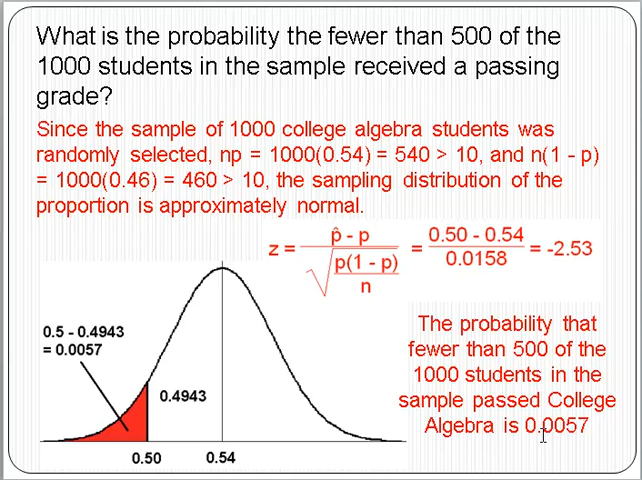 What is the probability the fewer than 500 of the
1000 students in the sample received a passing
grade?
Since the sample of 1000 college algebra students was
randomly selected, np = 1000(0.54) = 540 > 10, and n(1 - p)
= 1000(0.46) = 460 > 10, the sampling distribution of the
proportion is approximately normal.
z = p̂ - p / √(p(1 - p) / n) = 0.50 - 0.54 / 0.0158 = -2.53
0.5 - 0.4943
= 0.0057
0.4943
0.50 0.54
The probability that
fewer than 500 of the
1000 students in the
sample passed College
Algebra is 0.0057